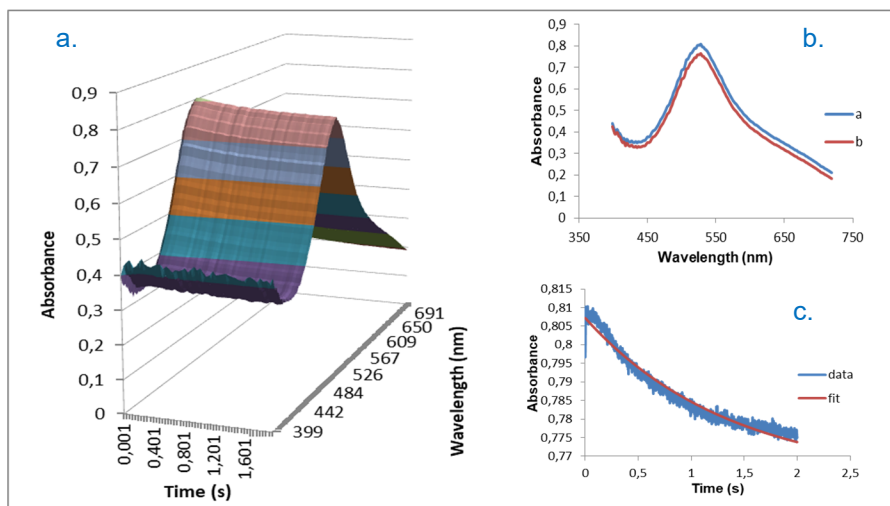 a.
0,9
0,8
0,7
0,6
0,5
0,4
0,3
0,2
0,1
0
Absorbance
0,001
0,401
0,801
1,201
1,601
Time (s)
399
442
484
526
567
609
650
691
Wavelength (nm)
b.
0,9
0,8
0,7
0,6
0,5
0,4
0,3
0,2
0,1
0
Absorbance
350 450 550 650 750
Wavelength (nm)
a
b
c.
0,815
0,81
0,805
0,8
0,795
0,79
0,785
0,78
0,775
0,77
Absorbance
0 0,5 1 1,5 2 2,5
Time (s)
data
fit